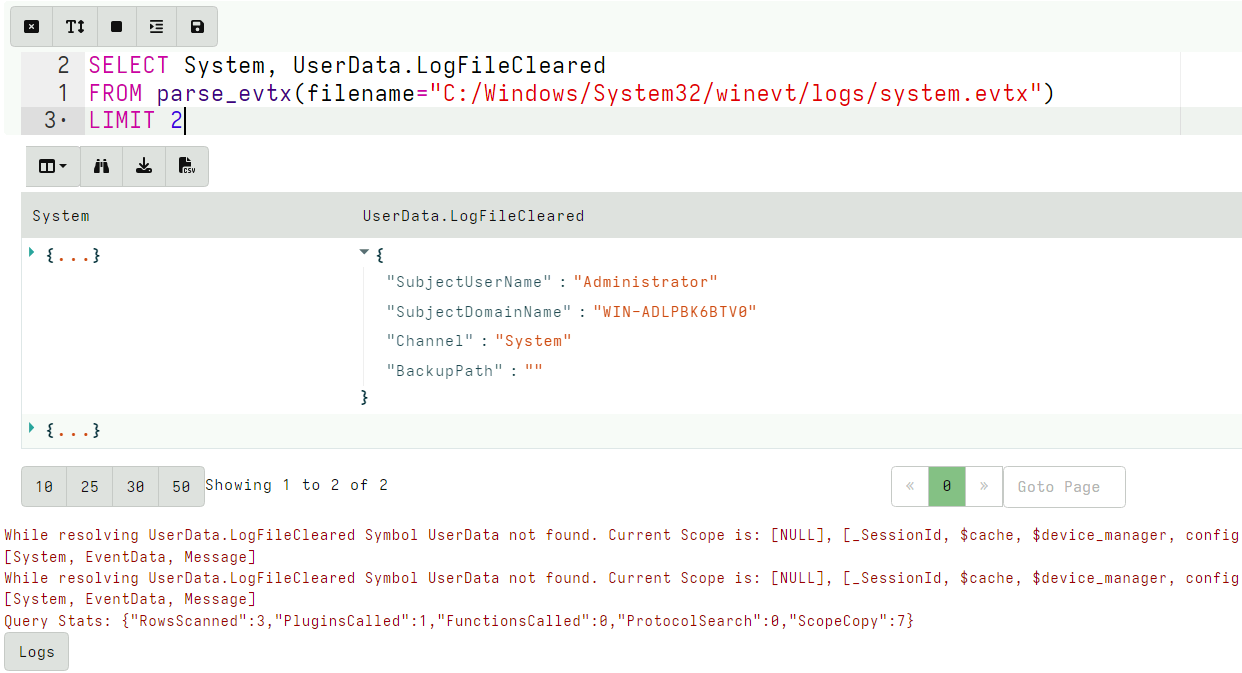 2 SELECT System, UserData.LogFileCleared
1 FROM parse_evtx(filename="C:/Windows/System32/winevt/logs/system.evtx")
3· LIMIT 2
System UserData.LogFileCleared
{...} {
"SubjectUserName" : "Administrator"
"SubjectDomainName" : "WIN-ADLPBK6BTV0"
"Channel" : "System"
"BackupPath" : ""
}
{...}
10 25 30 50 Showing 1 to 2 of 2 « 0 » Goto Page
While resolving UserData.LogFileCleared Symbol UserData not found. Current Scope is: [NULL], [_SessionId, $cache, $device_manager, config
[System, EventData, Message]
While resolving UserData.LogFileCleared Symbol UserData not found. Current Scope is: [NULL], [_SessionId, $cache, $device_manager, config
[System, EventData, Message]
Query Stats: {"RowsScanned":3,"PluginsCalled":1,"FunctionsCalled":0,"ProtocolSearch":0,"ScopeCopy":7}
Logs